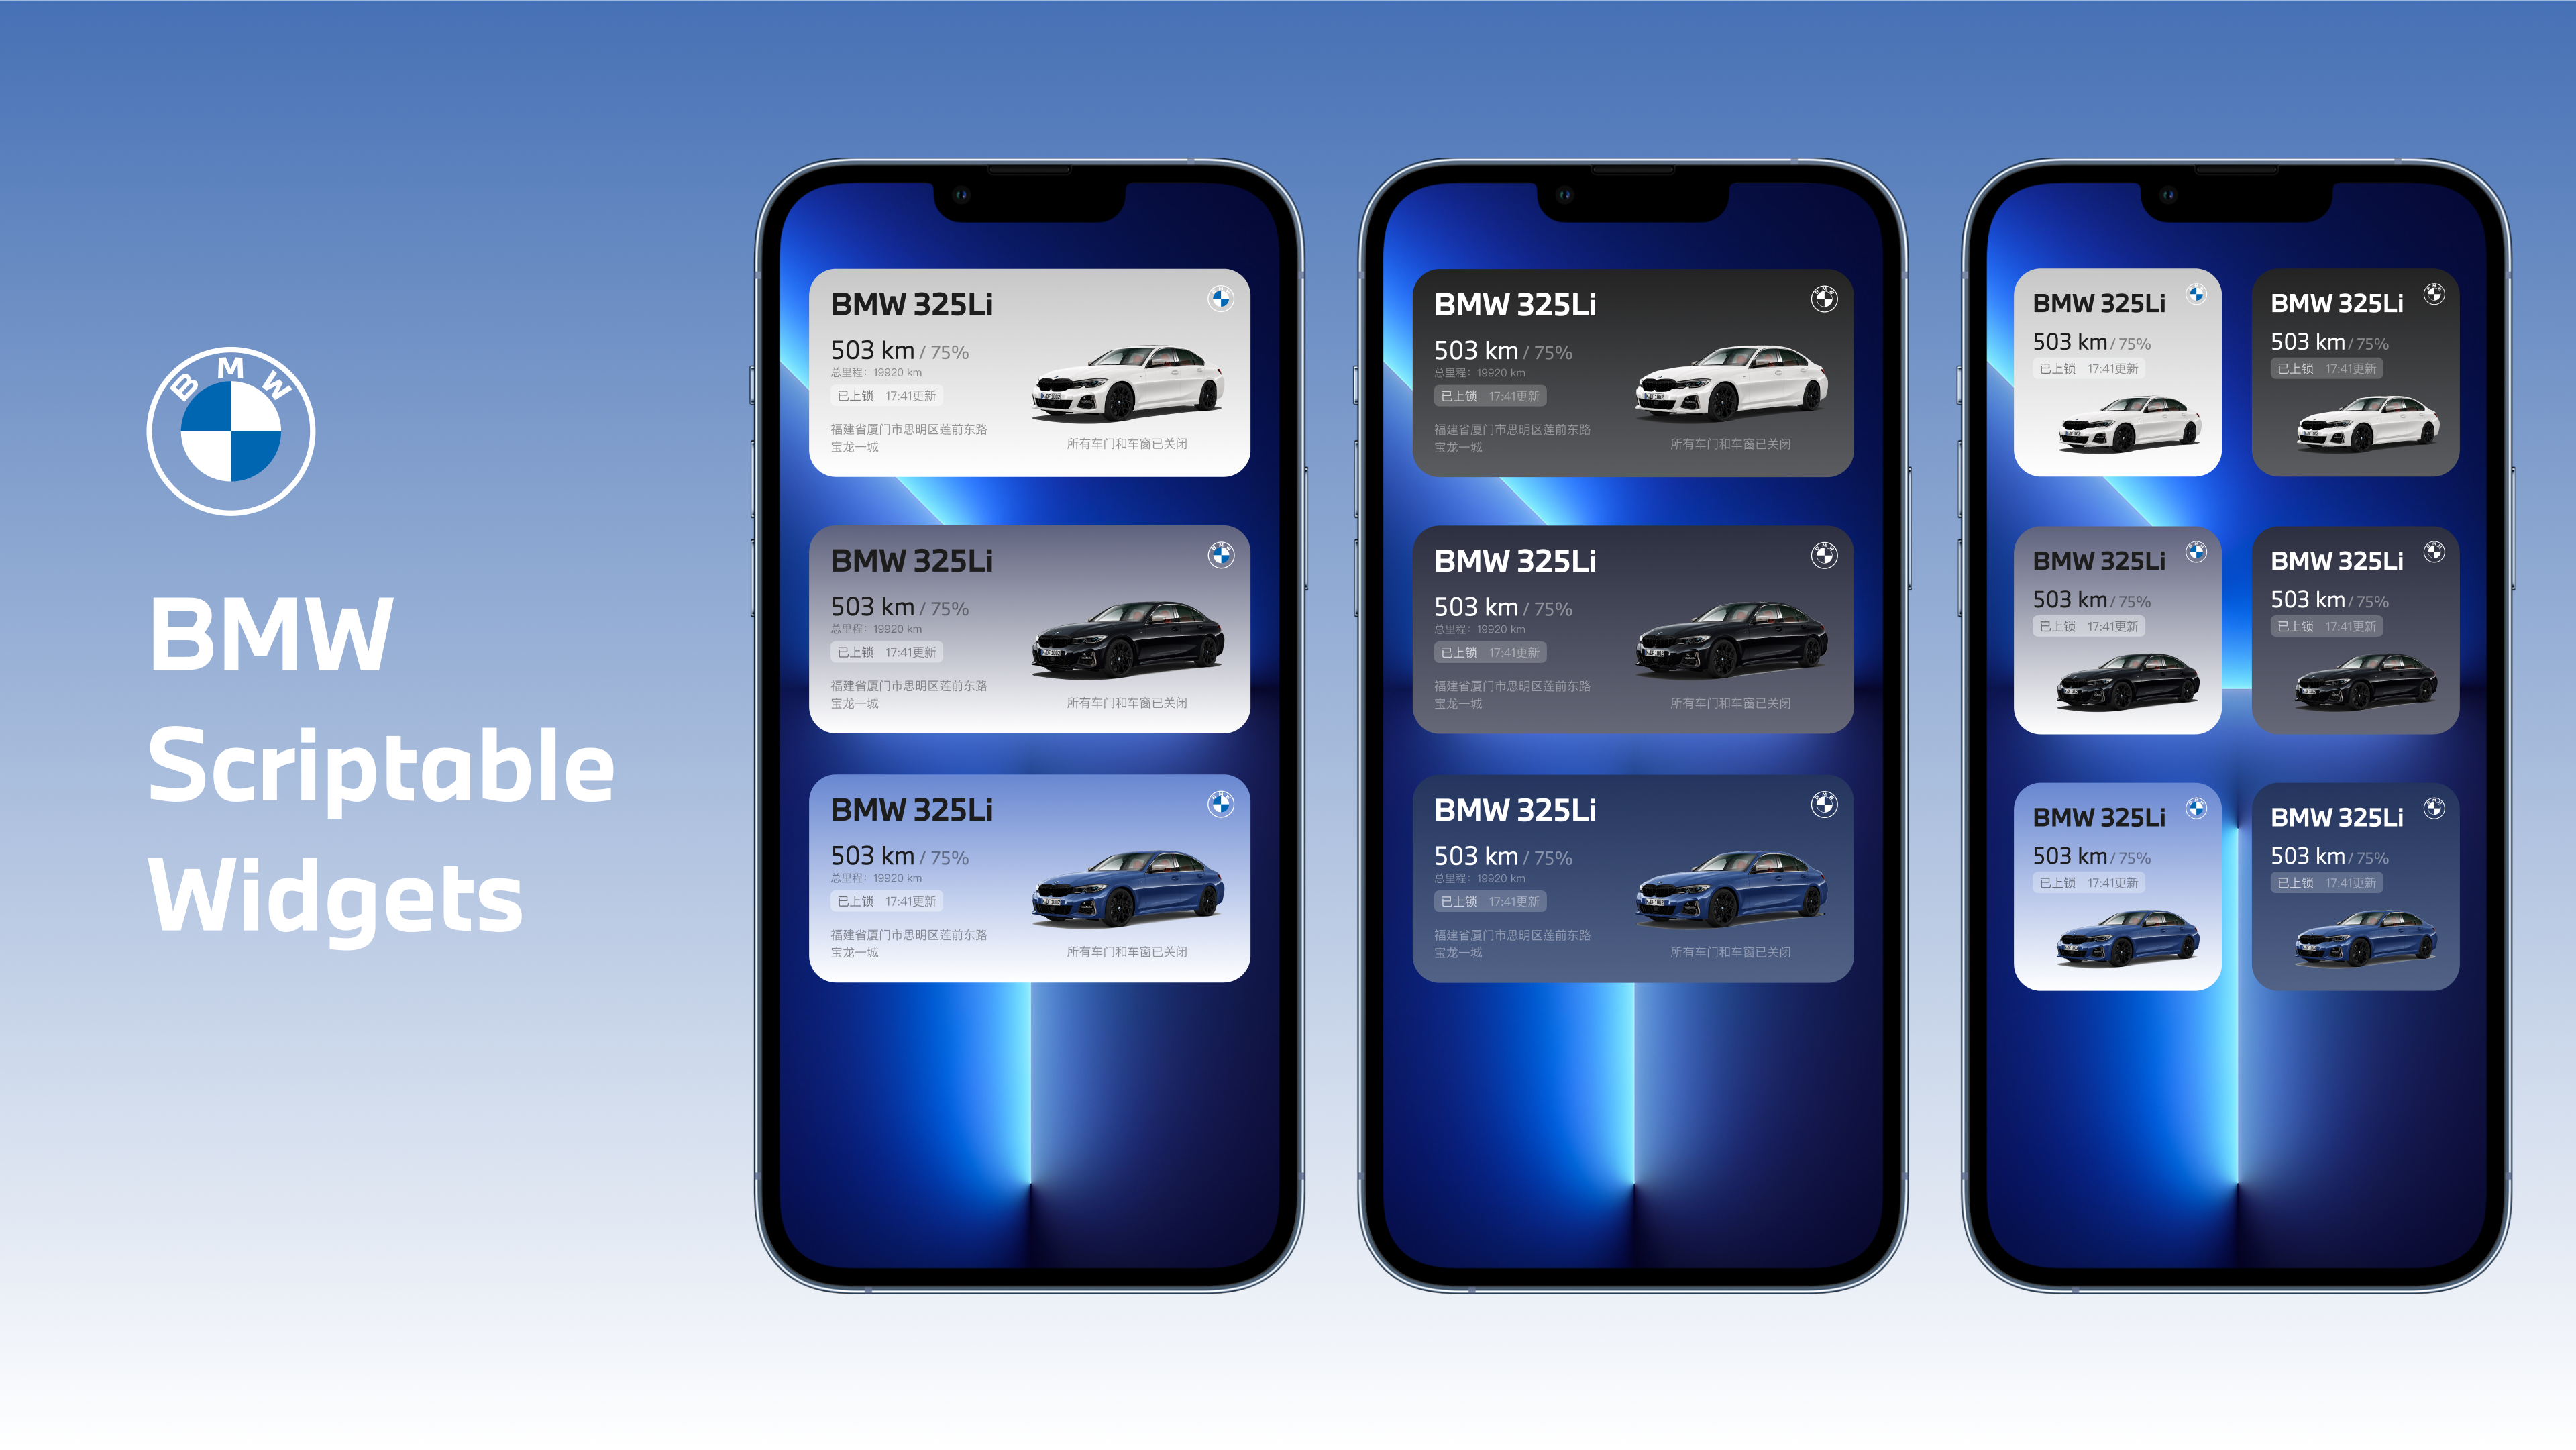 BMW
BMW
Scriptable
Widgets
BMW 325Li
503 km / 75%
总里程：19920 km
已上锁 17:41更新
福建省厦门市思明区莲前东路
宝龙一城
所有车门和车窗已关闭
BMW 325Li
503 km / 75%
总里程：19920 km
已上锁 17:41更新
福建省厦门市思明区莲前东路
宝龙一城
所有车门和车窗已关闭
BMW 325Li
503 km / 75%
总里程：19920 km
已上锁 17:41更新
福建省厦门市思明区莲前东路
宝龙一城
所有车门和车窗已关闭
BMW 325Li
503 km / 75%
总里程：19920 km
已上锁 17:41更新
福建省厦门市思明区莲前东路
宝龙一城
所有车门和车窗已关闭
BMW 325Li
503 km / 75%
总里程：19920 km
已上锁 17:41更新
福建省厦门市思明区莲前东路
宝龙一城
所有车门和车窗已关闭
BMW 325Li
503 km / 75%
总里程：19920 km
已上锁 17:41更新
福建省厦门市思明区莲前东路
宝龙一城
所有车门和车窗已关闭
BMW 325Li
503 km / 75%
已上锁 17:41更新
BMW 325Li
503 km / 75%
已上锁 17:41更新
BMW 325Li
503 km / 75%
已上锁 17:41更新
BMW 325Li
503 km / 75%
已上锁 17:41更新
BMW 325Li
503 km / 75%
已上锁 17:41更新
BMW 325Li
503 km / 75%
已上锁 17:41更新